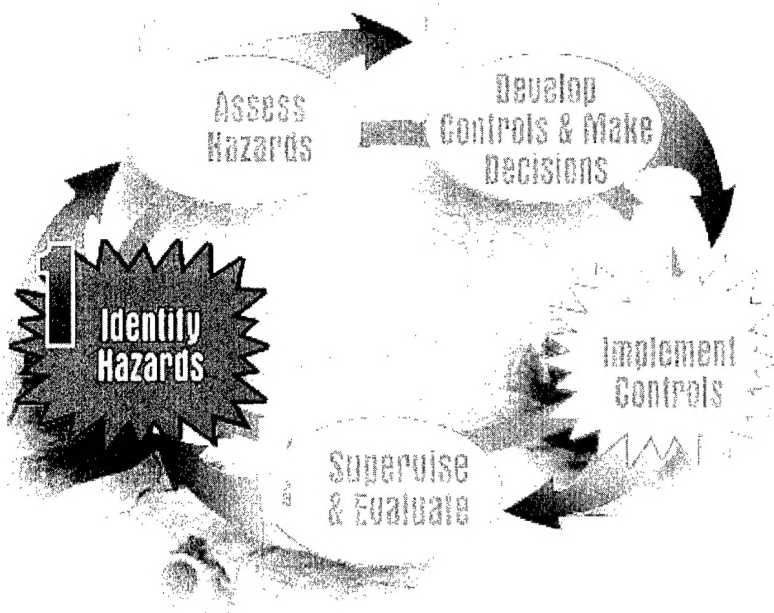 1
Identify
Hazards
Assess
Hazards
Develop
Controls & Make
Decisions
Implement
Controls
Supervise
& Evaluate